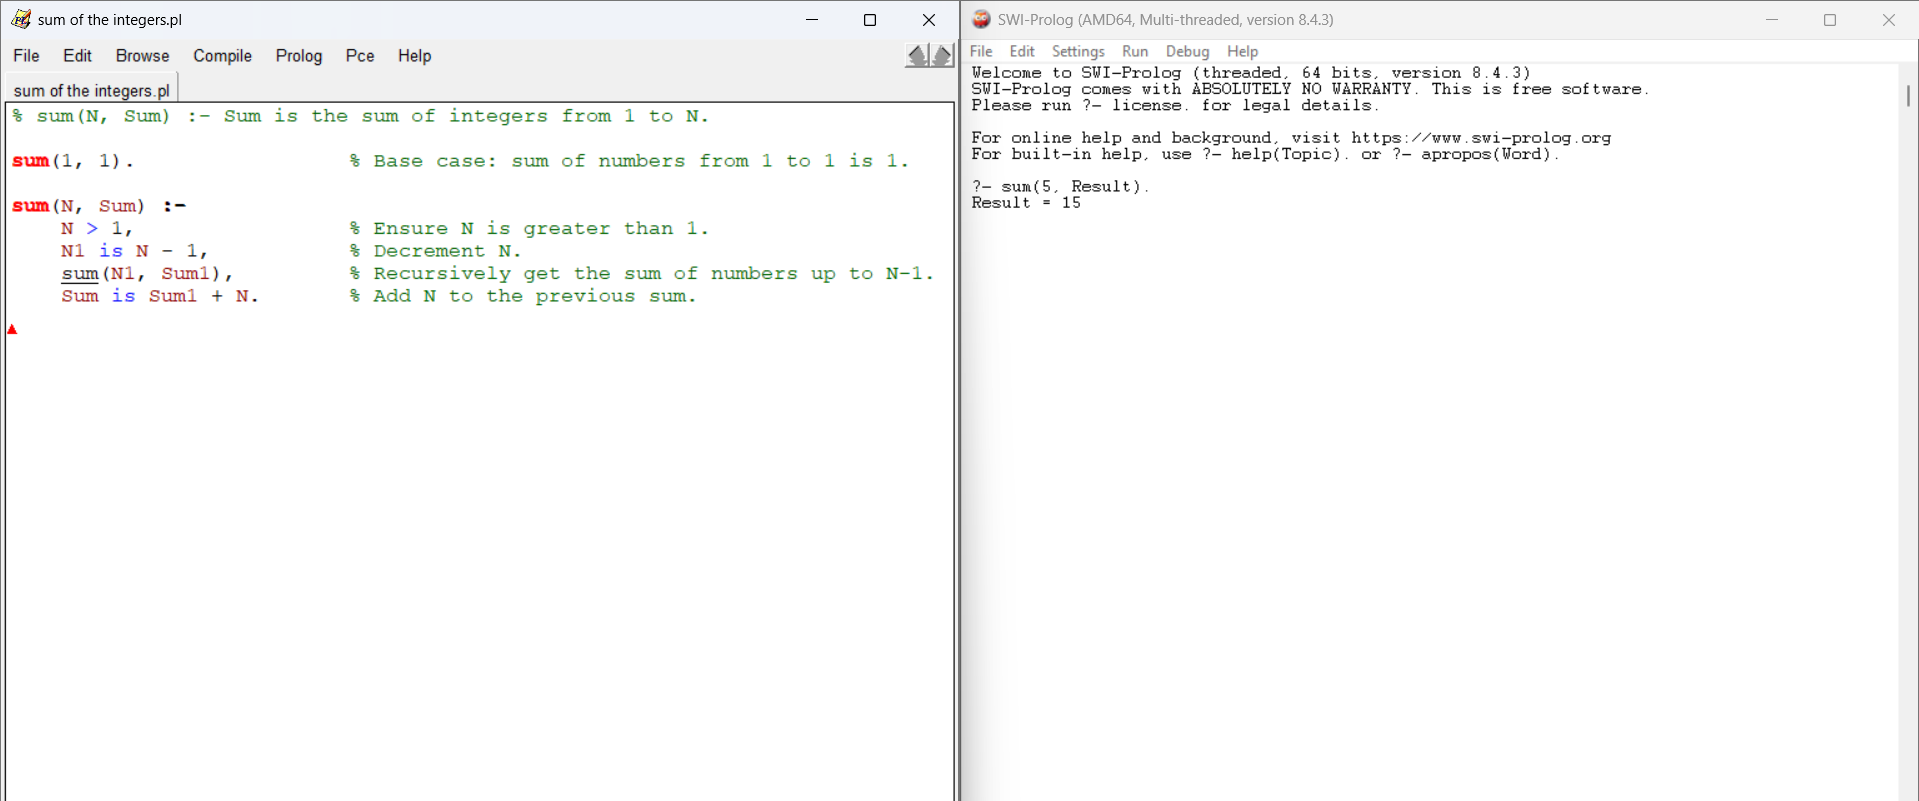 sum of the integers.pl
File Edit Browse Compile Prolog Pce Help
sum of the integers.pl
% sum(N, Sum) :- Sum is the sum of integers from 1 to N.
sum(1, 1). % Base case: sum of numbers from 1 to 1 is 1.
sum(N, Sum) :-
N > 1, % Ensure N is greater than 1.
N1 is N - 1, % Decrement N.
sum(N1, Sum1), % Recursively get the sum of numbers up to N-1.
Sum is Sum1 + N. % Add N to the previous sum.
SWI-Prolog (AMD64, Multi-threaded, version 8.4.3)
File Edit Settings Run Debug Help
Welcome to SWI-Prolog (threaded, 64 bits, version 8.4.3)
SWI-Prolog comes with ABSOLUTELY NO WARRANTY. This is free software.
Please run ?- license. for legal details.
For online help and background, visit https://www.swi-prolog.org
For built-in help, use ?- help(Topic). or ?- apropos(Word).
?- sum(5, Result).
Result = 15